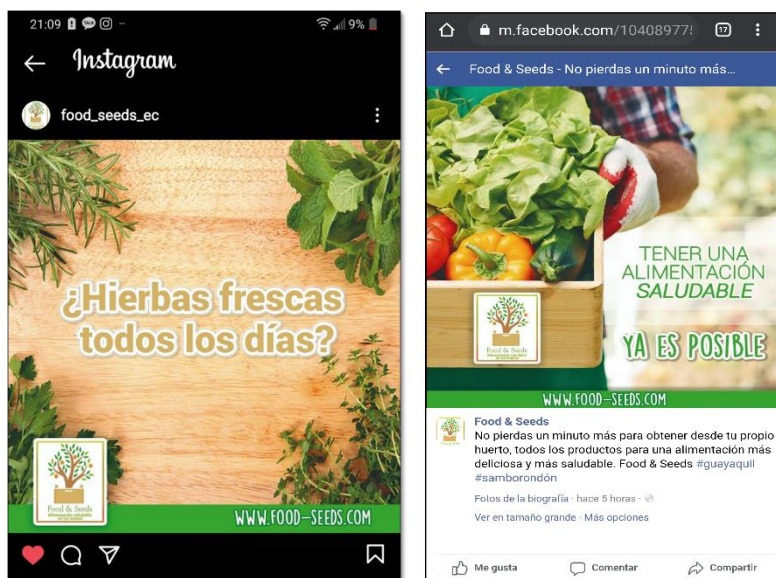 21:09
9%
Instagram
food_seeds_ec
¿Hierbas frescas
todos los días?
Food & Seeds
WWW.FOOD-SEEDS.COM
m.facebook.com/10408977
17
Food & Seeds - No pierdas un minuto más...
TENER UNA
ALIMENTACIÓN
SALUDABLE
YA ES POSIBLE
Food & Seeds
WWW.FOOD-SEEDS.COM
Food & Seeds
No pierdas un minuto más para obtener desde tu propio
huerto, todos los productos para una alimentación más
deliciosa y más saludable. Food & Seeds #guayaquil
#samborondón
Fotos de la biografía · hace 5 horas ·
Ver en tamaño grande · Más opciones
Me gusta
Comentar
Compartir